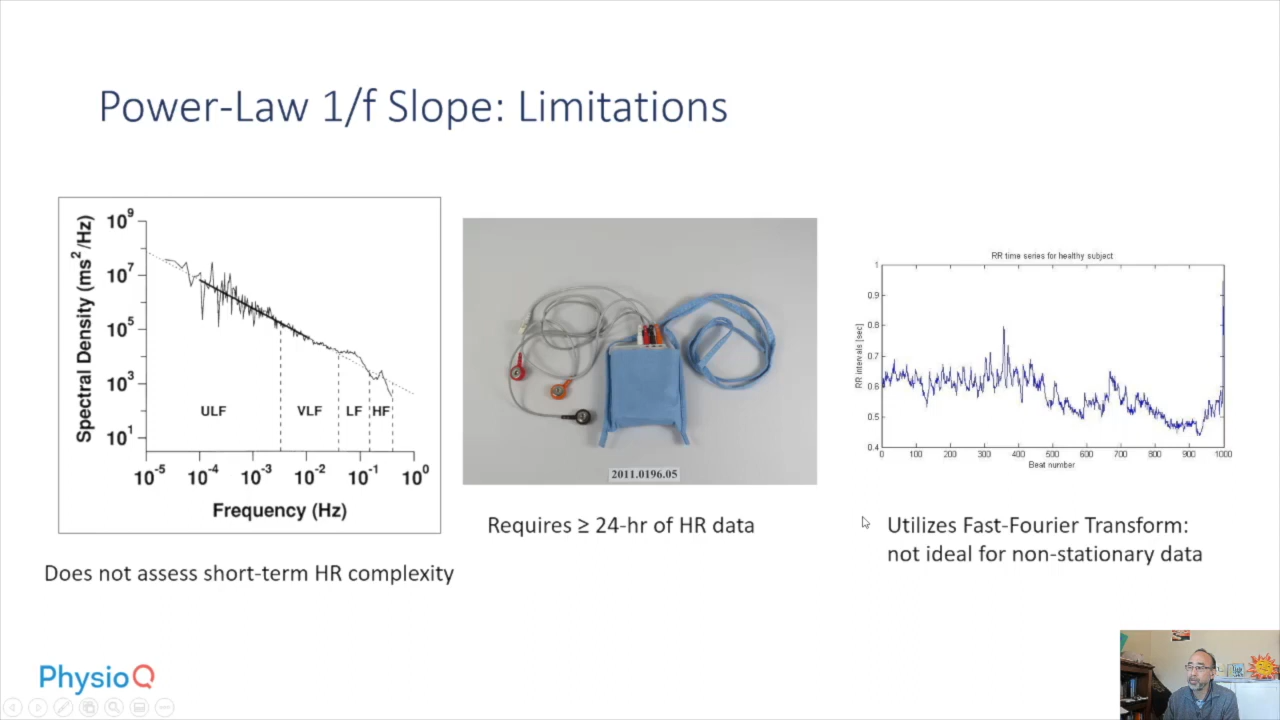 Power-Law 1/f Slope: Limitations
Spectral Density (ms²/Hz)
10⁹
10⁷
10⁵
10³
10¹
ULF
VLF
LF
HF
10⁻⁵
10⁻⁴
10⁻³
10⁻²
10⁻¹
10⁰
Frequency (Hz)
Does not assess short-term HR complexity
2011.0196.05
Requires ≥ 24-hr of HR data
RR time series for healthy subject
RR intervals [sec]
1
0.9
0.8
0.7
0.6
0.5
0.4
0
100
200
300
400
500
600
700
800
900
1000
Beat number
Utilizes Fast-Fourier Transform:
not ideal for non-stationary data
PhysioQ